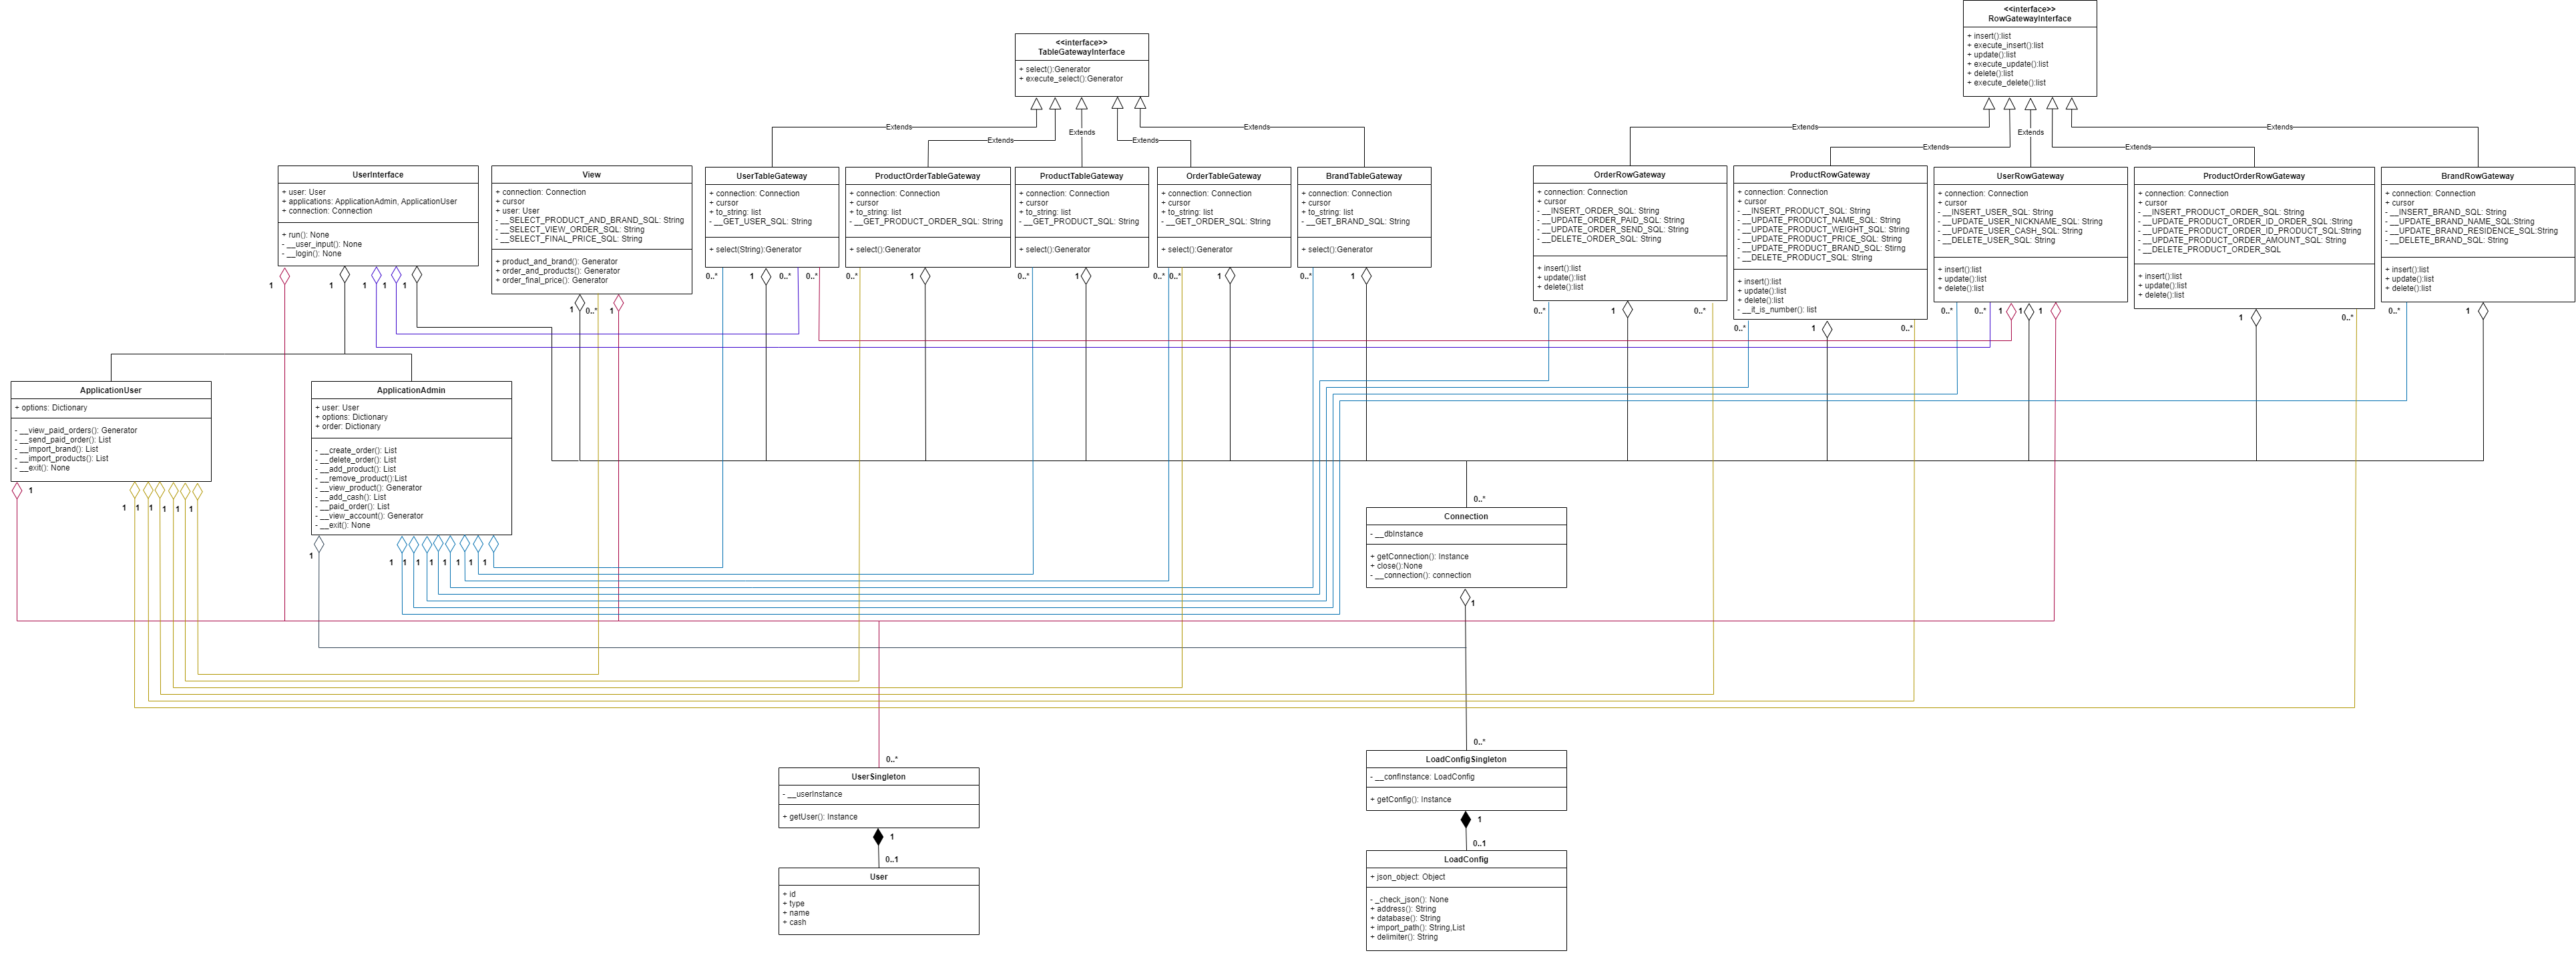 <<interface>>
RowGatewayInterface
+ insert():list
+ execute_insert():list
+ update():list
+ execute_update():list
+ delete():list
+ execute_delete():list
<<interface>>
TableGatewayInterface
+ select():Generator
+ execute_select():Generator
Extends
Extends
Extends
Extends
Extends
Extends
Extends
Extends
Extends
Extends
UserInterface
+ user: User
+ applications: ApplicationAdmin, ApplicationUser
+ connection: Connection
+ run(): None
- __user_input(): None
- __login(): None
View
+ connection: Connection
+ cursor
+ user: User
- __SELECT_PRODUCT_AND_BRAND_SQL: String
- __SELECT_VIEW_ORDER_SQL: String
- __SELECT_FINAL_PRICE_SQL: String
+ product_and_brand(): Generator
+ order_and_products(): Generator
+ order_final_price(): Generator
UserTableGateway
+ connection: Connection
+ cursor
+ to_string: list
- __GET_USER_SQL: String
+ select(String):Generator
ProductOrderTableGateway
+ connection: Connection
+ cursor
+ to_string: list
- __GET_PRODUCT_ORDER_SQL: String
+ select():Generator
ProductTableGateway
+ connection: Connection
+ cursor
+ to_string: list
- __GET_PRODUCT_SQL: String
+ select():Generator
OrderTableGateway
+ connection: Connection
+ cursor
+ to_string: list
- __GET_ORDER_SQL: String
+ select():Generator
BrandTableGateway
+ connection: Connection
+ cursor
+ to_string: list
- __GET_BRAND_SQL: String
+ select():Generator
OrderRowGateway
+ connection: Connection
+ cursor
- __INSERT_ORDER_SQL: String
- __UPDATE_ORDER_PAID_SQL: String
- __UPDATE_ORDER_SEND_SQL: String
- __DELETE_ORDER_SQL: String
+ insert():list
+ update():list
+ delete():list
ProductRowGateway
+ connection: Connection
+ cursor
- __INSERT_PRODUCT_SQL: String
- __UPDATE_PRODUCT_NAME_SQL: String
- __UPDATE_PRODUCT_WEIGHT_SQL: String
- __UPDATE_PRODUCT_PRICE_SQL: String
- __UPDATE_PRODUCT_BRAND_SQL: String
- __DELETE_PRODUCT_SQL: String
+ insert():list
+ update():list
+ delete():list
- __it_is_number(): list
UserRowGateway
+ connection: Connection
+ cursor
- __INSERT_USER_SQL: String
- __UPDATE_USER_NICKNAME_SQL: String
- __UPDATE_USER_CASH_SQL: String
- __DELETE_USER_SQL: String
+ insert():list
+ update():list
+ delete():list
ProductOrderRowGateway
+ connection: Connection
+ cursor
- __INSERT_PRODUCT_ORDER_SQL: String
- __UPDATE_PRODUCT_ORDER_ID_ORDER_SQL :String
- __UPDATE_PRODUCT_ORDER_ID_PRODUCT_SQL:String
- __UPDATE_PRODUCT_ORDER_AMOUNT_SQL: String
- __DELETE_PRODUCT_ORDER_SQL
+ insert():list
+ update():list
+ delete():list
BrandRowGateway
+ connection: Connection
+ cursor
- __INSERT_BRAND_SQL: String
- __UPDATE_BRAND_NAME_SQL:String
- __UPDATE_BRAND_RESIDENCE_SQL:String
- __DELETE_BRAND_SQL: String
+ insert():list
+ update():list
+ delete():list
1 1 1 1 1
1 0..* 1
0..* 1 0..* 0..*
0..* 1
0..* 1
0..* 0..* 1
0..* 1
0..* 1 0..*
0..* 1 0..*
0..* 0..* 1 1 1
1 0..*
0..* 1
ApplicationUser
+ options: Dictionary
- __view_paid_orders(): Generator
- __send_paid_order(): List
- __import_brand(): List
- __import_products(): List
- __exit(): None
ApplicationAdmin
+ user: User
+ options: Dictionary
+ order: Dictionary
- __create_order(): List
- __delete_order(): List
- __add_product(): List
- __remove_product():List
- __view_product(): Generator
- __add_cash(): List
- __paid_order(): List
- __view_account(): Generator
- __exit(): None
1
1 1 1 1 1 1
1
1 1 1 1 1 1 1 1
0..*
Connection
- __dbInstance
+ getConnection(): Instance
+ close():None
- __connection(): connection
1
0..*
UserSingleton
- __userInstance
+ getUser(): Instance
1
0..1
User
+ id
+ type
+ name
+ cash
0..*
LoadConfigSingleton
- __confInstance: LoadConfig
+ getConfig(): Instance
1
0..1
LoadConfig
+ json_object: Object
- _check_json(): None
+ address(): String
+ database(): String
+ import_path(): String,List
+ delimiter(): String